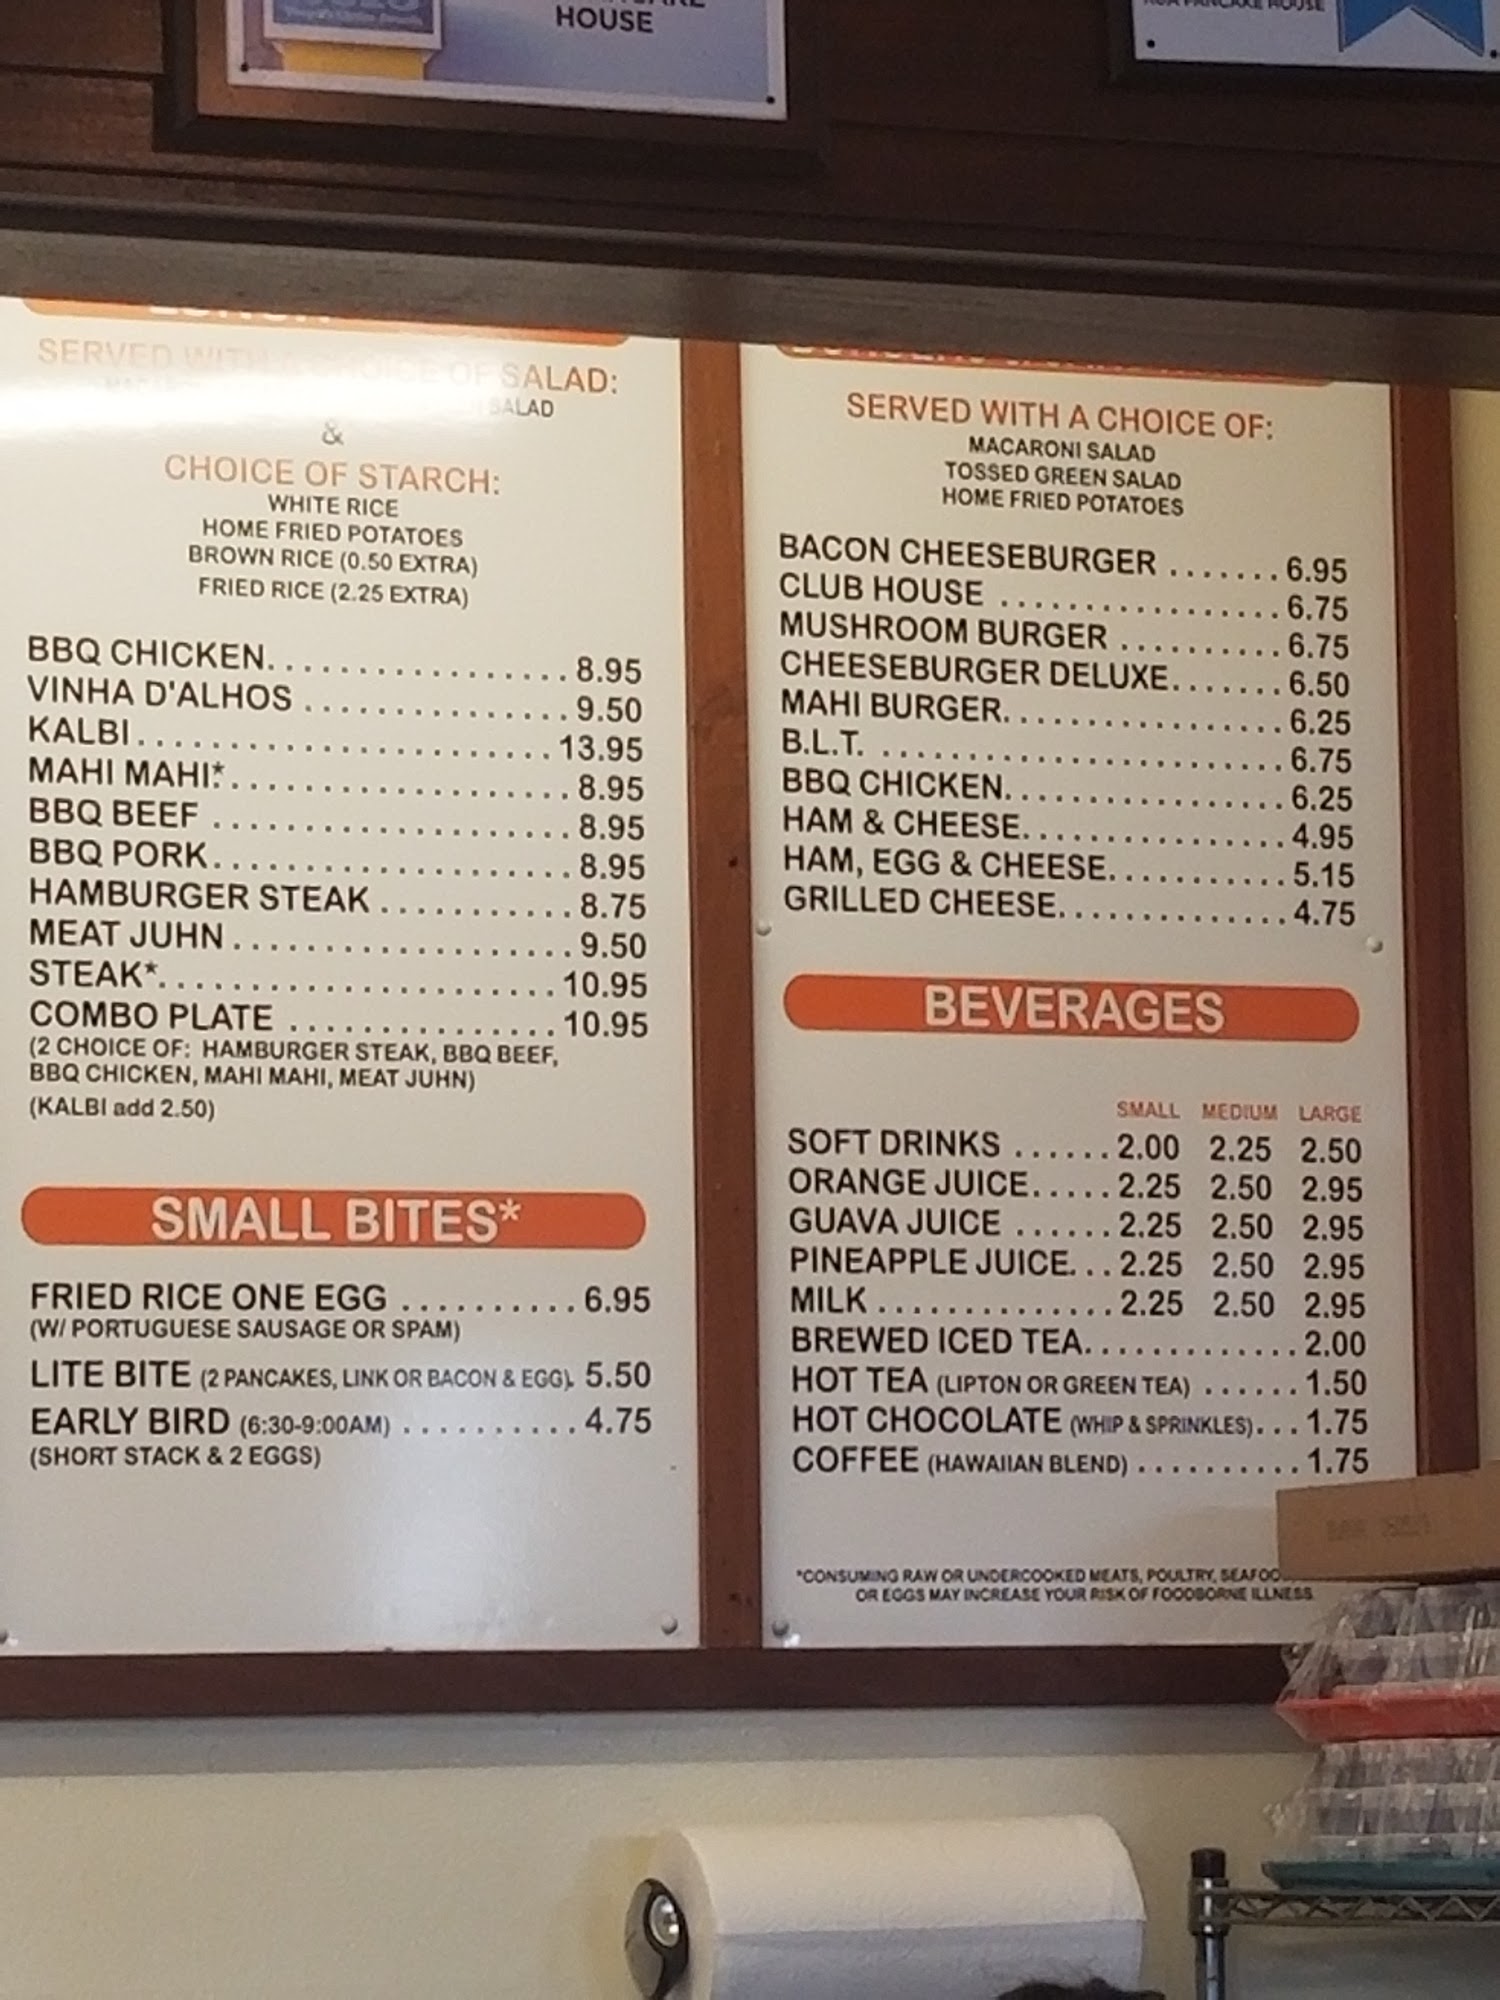 HOUSE
PANCAKE HOUSE
SERVED WITH A CHOICE OF SALAD:
SALAD
&
CHOICE OF STARCH:
WHITE RICE
HOME FRIED POTATOES
BROWN RICE (0.50 EXTRA)
FRIED RICE (2.25 EXTRA)
BBQ CHICKEN................8.95
VINHA D'ALHOS ..............9.50
KALBI......................13.95
MAHI MAHI*..................8.95
BBQ BEEF ...................8.95
BBQ PORK...................8.95
HAMBURGER STEAK ..........8.75
MEAT JUHN..................9.50
STEAK*.....................10.95
COMBO PLATE ..............10.95
(2 CHOICE OF: HAMBURGER STEAK, BBQ BEEF,
BBQ CHICKEN, MAHI MAHI, MEAT JUHN)
(KALBI add 2.50)
SMALL BITES*
FRIED RICE ONE EGG ..........6.95
(W/ PORTUGUESE SAUSAGE OR SPAM)
LITE BITE (2 PANCAKES, LINK OR BACON & EGG). 5.50
EARLY BIRD (6:30-9:00AM) ..........4.75
(SHORT STACK & 2 EGGS)
SERVED WITH A CHOICE OF:
MACARONI SALAD
TOSSED GREEN SALAD
HOME FRIED POTATOES
BACON CHEESEBURGER .......6.95
CLUB HOUSE .................6.75
MUSHROOM BURGER ..........6.75
CHEESEBURGER DELUXE.......6.50
MAHI BURGER................6.25
B.L.T. ........................6.75
BBQ CHICKEN................6.25
HAM & CHEESE...............4.95
HAM, EGG & CHEESE...........5.15
GRILLED CHEESE..............4.75
BEVERAGES
SMALL MEDIUM LARGE
SOFT DRINKS ......2.00 2.25 2.50
ORANGE JUICE.....2.25 2.50 2.95
GUAVA JUICE ......2.25 2.50 2.95
PINEAPPLE JUICE...2.25 2.50 2.95
MILK ..............2.25 2.50 2.95
BREWED ICED TEA.............2.00
HOT TEA (LIPTON OR GREEN TEA) ......1.50
HOT CHOCOLATE (WHIP & SPRINKLES)...1.75
COFFEE (HAWAIIAN BLEND) ..........1.75
*CONSUMING RAW OR UNDERCOOKED MEATS, POULTRY, SEAFOO
OR EGGS MAY INCREASE YOUR RISK OF FOODBORNE ILLNESS